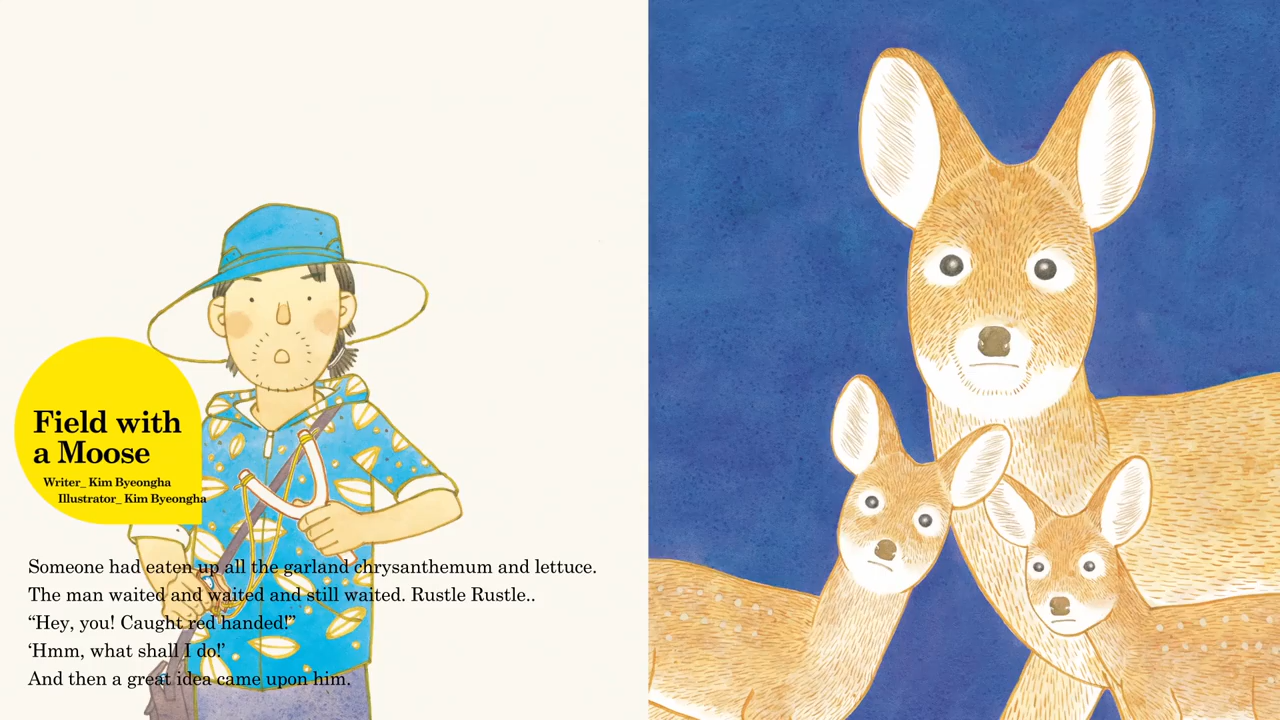 Field with
a Moose
Writer_ Kim Byeongha
Illustrator_ Kim Byeongha
Someone had eaten up all the garland chrysanthemum and lettuce.
The man waited and waited and still waited. Rustle Rustle..
“Hey, you! Caught red handed!”
‘Hmm, what shall I do!’
And then a great idea came upon him.